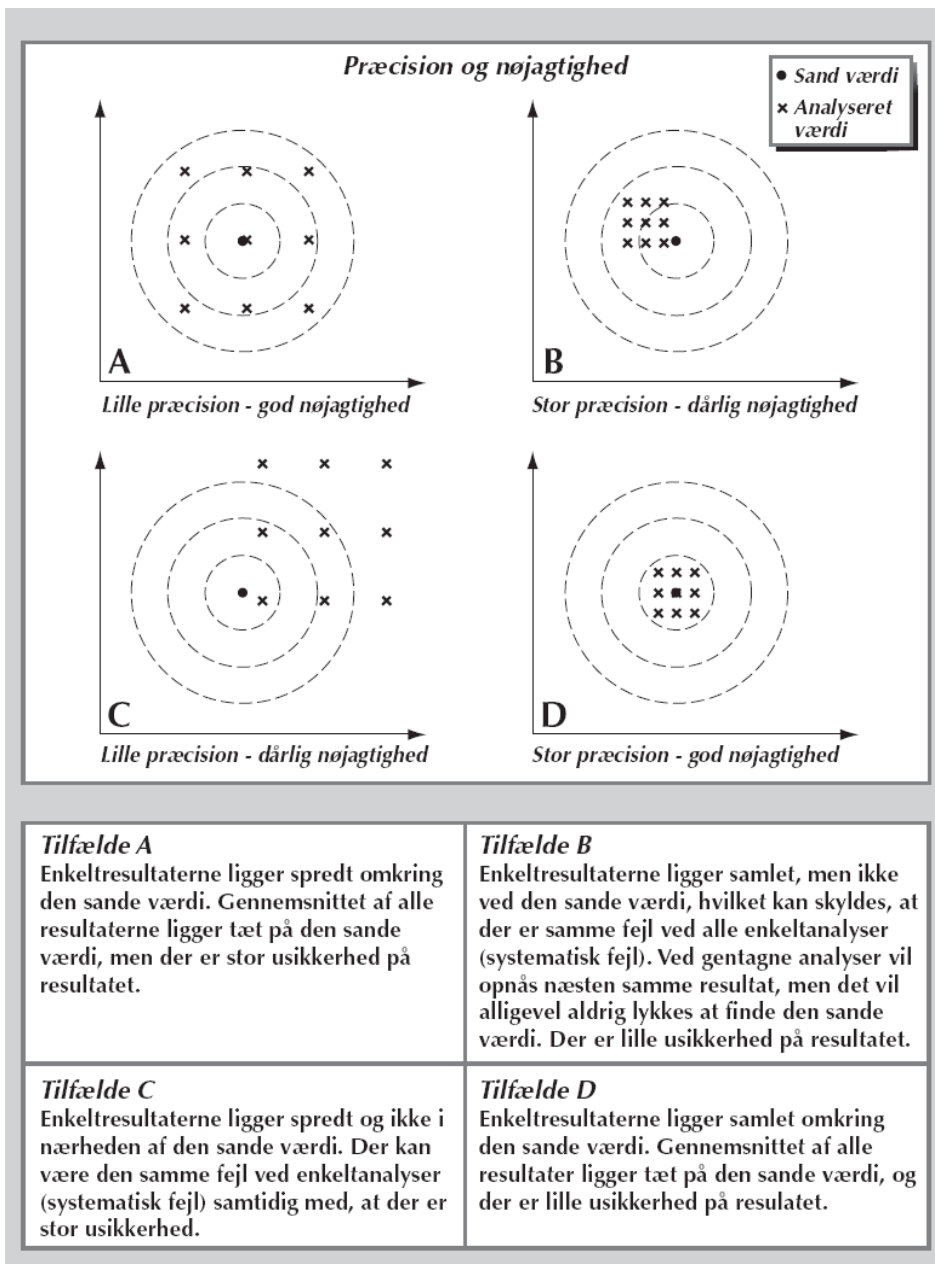 Præcision og nøjagtighed
Sand værdi
Analyseret
værdi
A
Lille præcision - god nøjagtighed
B
Stor præcision - dårlig nøjagtighed
C
Lille præcision - dårlig nøjagtighed
D
Stor præcision - god nøjagtighed
Tilfælde A
Enkeltresultaterne ligger spredt omkring
den sande værdi. Gennemsnittet af alle
resultaterne ligger tæt på den sande
værdi, men der er stor usikkerhed på
resultatet.
Tilfælde B
Enkeltresultaterne ligger samlet, men ikke
ved den sande værdi, hvilket kan skyldes, at
der er samme fejl ved alle enkeltanalyser
(systematisk fejl). Ved gentagne analyser vil
opnås næsten samme resultat, men det vil
alligevel aldrig lykkes at finde den sande
værdi. Der er lille usikkerhed på resultatet.
Tilfælde C
Enkeltresultaterne ligger spredt og ikke i
nærheden af den sande værdi. Der kan
være den samme fejl ved enkeltanalyser
(systematisk fejl) samtidig med, at der er
stor usikkerhed.
Tilfælde D
Enkeltresultaterne ligger samlet omkring
den sande værdi. Gennemsnittet af alle
resultater ligger tæt på den sande værdi, og
der er lille usikkerhed på resulatet.